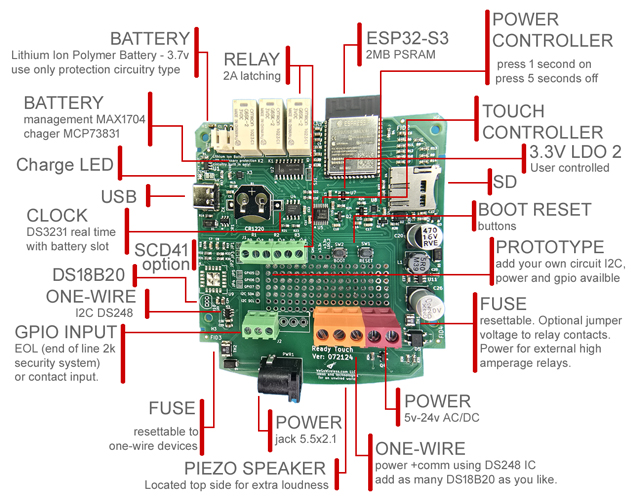 BATTERY
Lithium Ion Polymer Battery - 3.7v
use only protection circuitry type
RELAY
2A latching
ESP32-S3
2MB PSRAM
POWER
CONTROLLER
press 1 second on
press 5 seconds off
BATTERY
management MAX1704
chager MCP73831
TOUCH
CONTROLLER
Charge LED
3.3V LDO 2
User controlled
USB
SD
CLOCK
DS3231 real time
with battery slot
BOOT RESET
buttons
SCD41
option
PROTOTYPE
add your own circuit I2C,
power and gpio availble
DS18B20
ONE-WIRE
I2C DS248
FUSE
resettable. Optional jumper
voltage to relay contacts.
Power for external high
amperage relays.
GPIO INPUT
EOL (end of line 2k
security system)
or contact input.
FUSE
resettable to
one-wire devices
POWER
jack 5.5x2.1
POWER
5v-24v AC/DC
PIEZO SPEAKER
Located top side for extra loudness
ONE-WIRE
power +comm using DS248 IC
add as many DS18B20 as you like.
CR1220
SW2
BOOT
SW1
RESET
470
16V
RVE
PWR1
Ready Touch
Ver: 072124